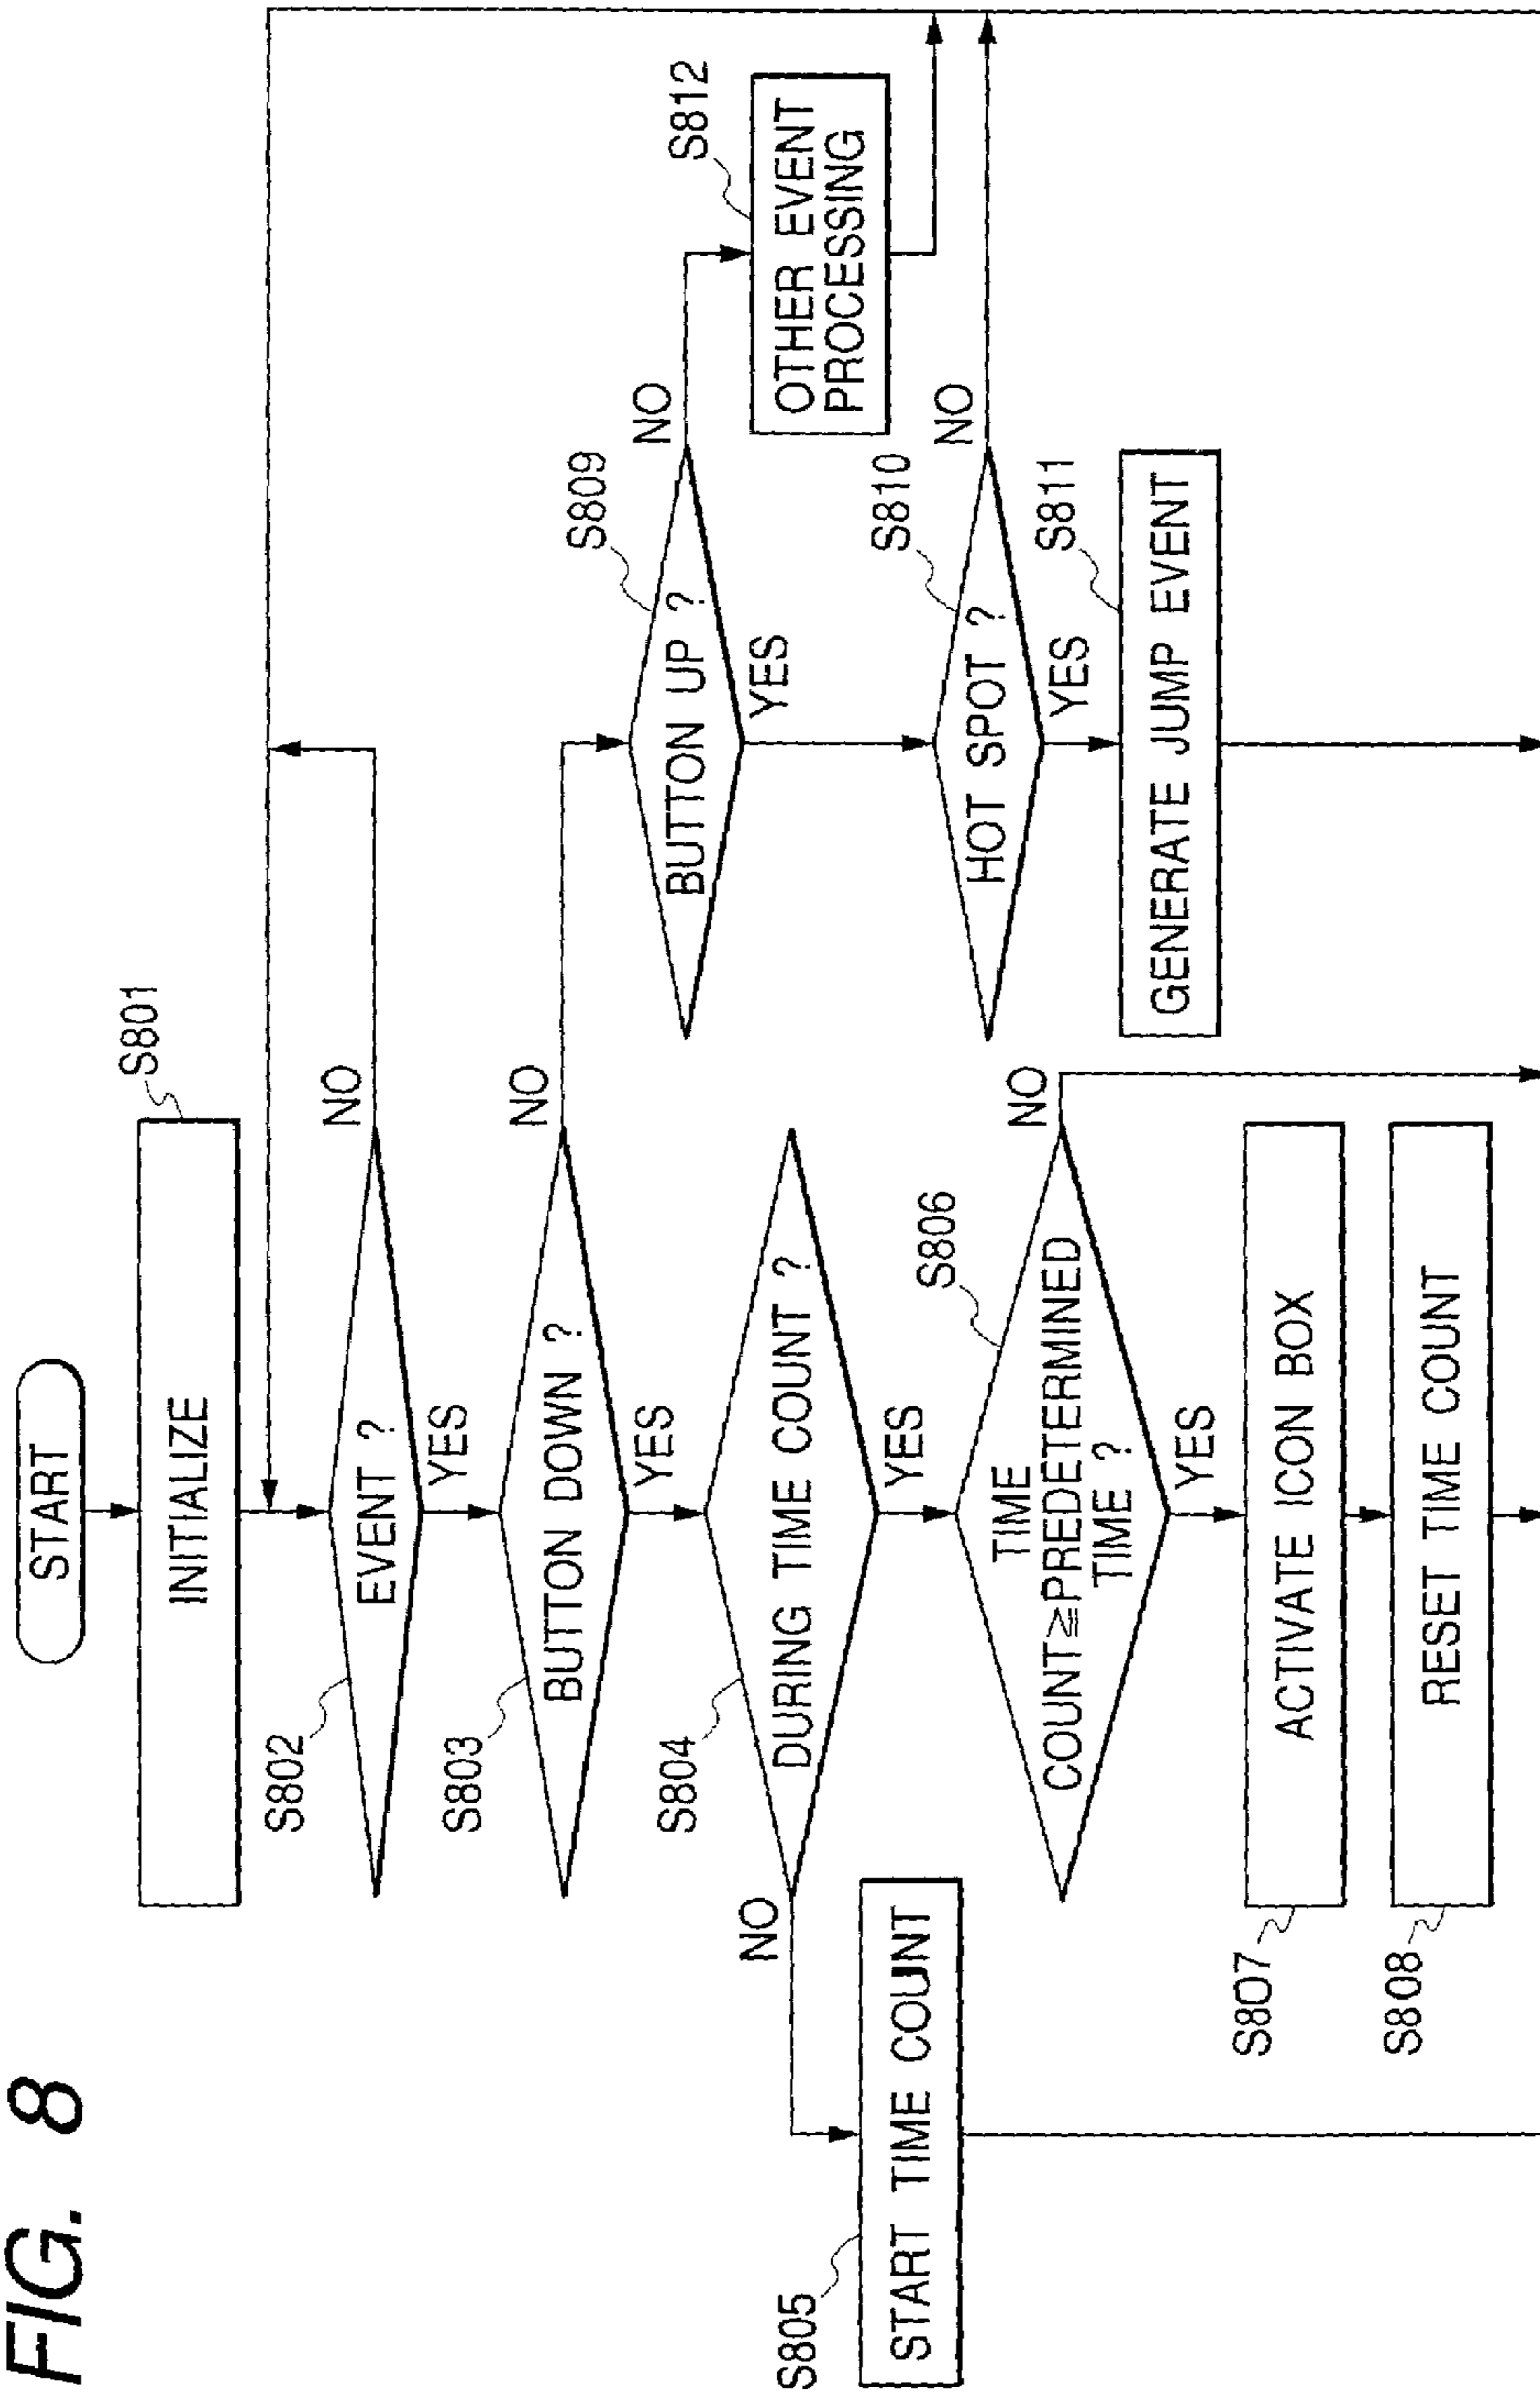 FIG. 8
START
INITIALIZE
S801
EVENT ?
S802
NO
YES
BUTTON DOWN ?
S803
NO
YES
DURING TIME COUNT ?
S804
NO
YES
START TIME COUNT
S805
TIME
COUNT≧PREDETERMINED
TIME ?
S806
NO
YES
ACTIVATE ICON BOX
S807
RESET TIME COUNT
S808
BUTTON UP ?
S809
NO
YES
HOT SPOT ?
S810
NO
YES
GENERATE JUMP EVENT
S811
OTHER EVENT
PROCESSING
S812